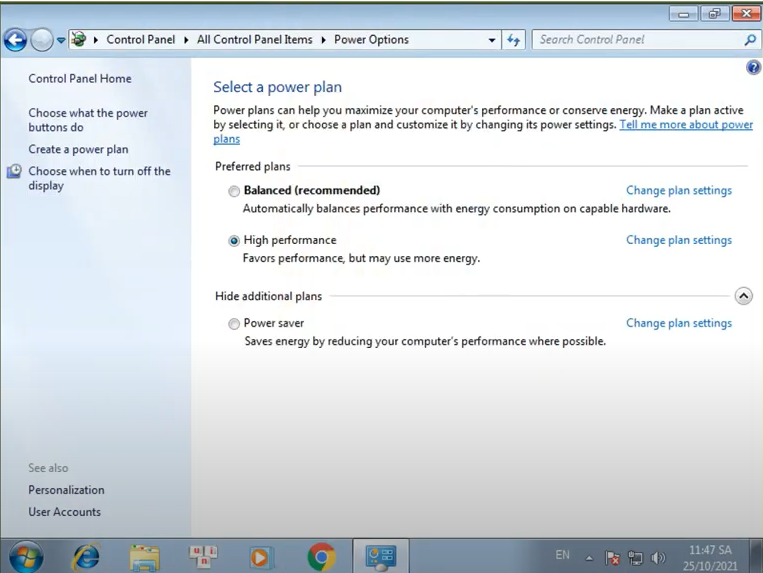 Control Panel All Control Panel Items Power Options Search Control Panel
Control Panel Home
Choose what the power
buttons do
Create a power plan
Choose when to turn off the
display
Select a power plan
Power plans can help you maximize your computer's performance or conserve energy. Make a plan active
by selecting it, or choose a plan and customize it by changing its power settings. Tell me more about power
plans
Preferred plans
Balanced (recommended) Change plan settings
Automatically balances performance with energy consumption on capable hardware.
High performance Change plan settings
Favors performance, but may use more energy.
Hide additional plans
Power saver Change plan settings
Saves energy by reducing your computer's performance where possible.
See also
Personalization
User Accounts
u i
n
EN
11:47 SA
25/10/2021